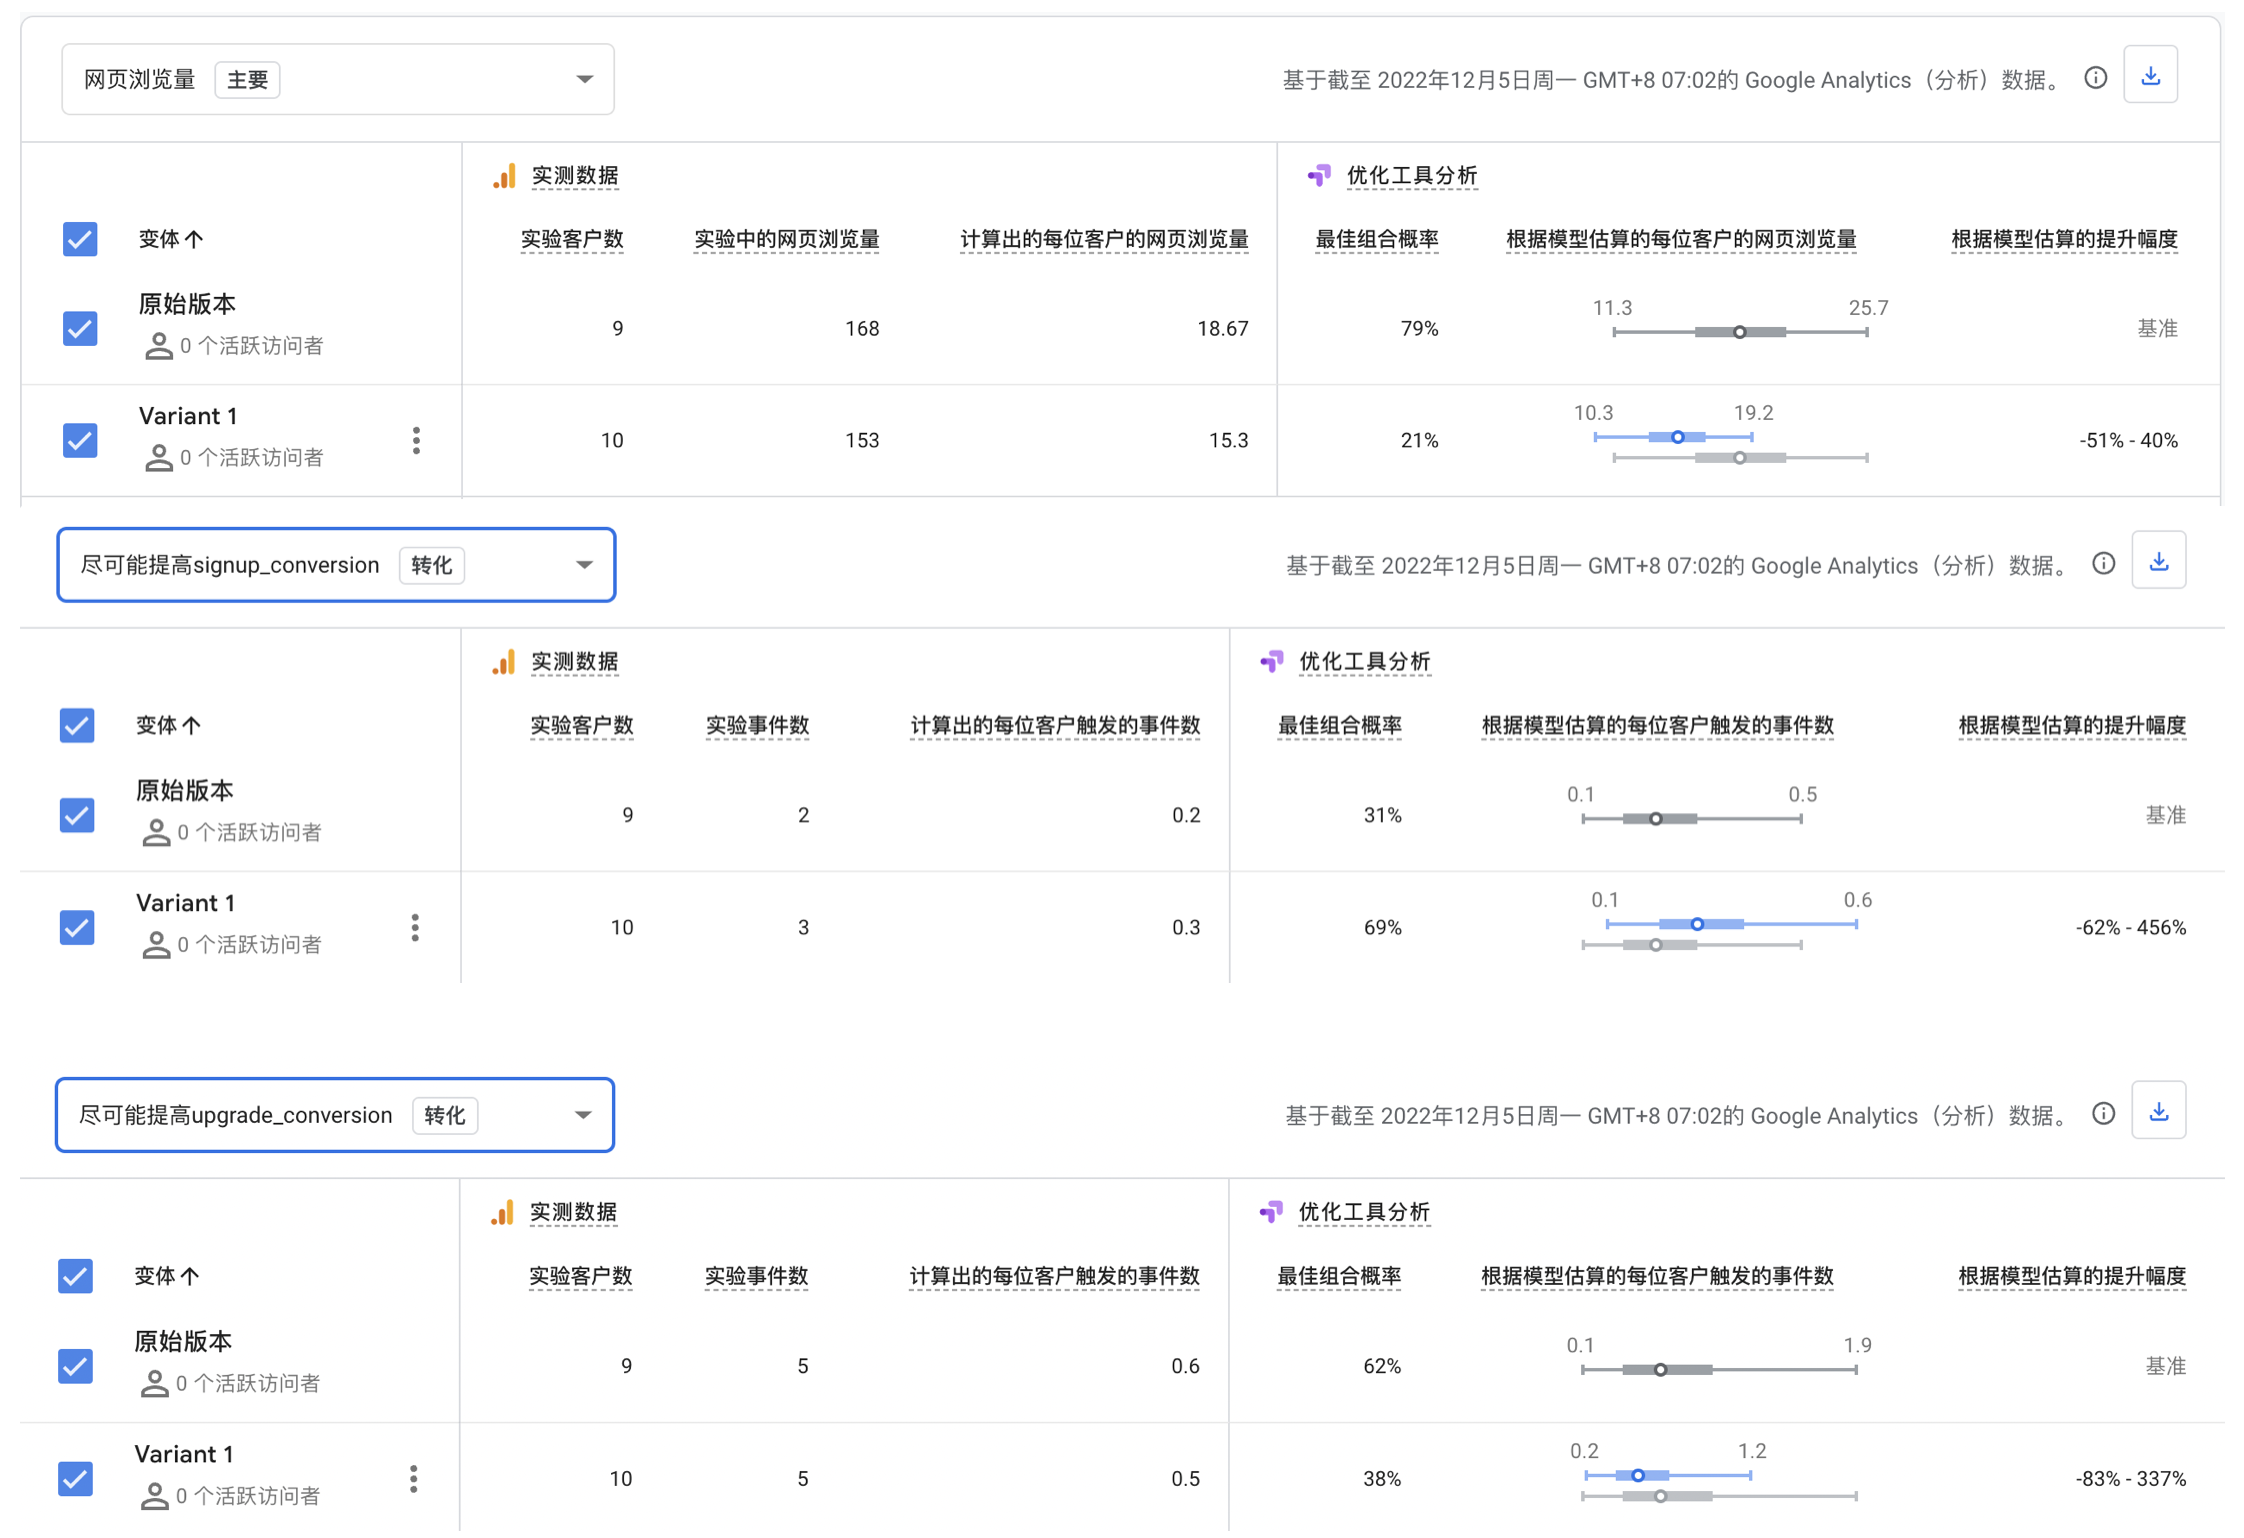 网页浏览量 主要 基于截至 2022年12月5日周一 GMT+8 07:02的 Google Analytics（分析）数据。
实测数据 优化工具分析
变体 实验客户数 实验中的网页浏览量 计算出的每位客户的网页浏览量 最佳组合概率 根据模型估算的每位客户的网页浏览量 根据模型估算的提升幅度
原始版本 11.3 25.7
9 168 18.67 79% 基准
0 个活跃访问者
Variant 1 10.3 19.2
10 153 15.3 21% -51% - 40%
0 个活跃访问者
尽可能提高signup_conversion 转化 基于截至 2022年12月5日周一 GMT+8 07:02的 Google Analytics（分析）数据。
实测数据 优化工具分析
变体 实验客户数 实验事件数 计算出的每位客户触发的事件数 最佳组合概率 根据模型估算的每位客户触发的事件数 根据模型估算的提升幅度
原始版本 0.1 0.5
9 2 0.2 31% 基准
0 个活跃访问者
Variant 1 0.1 0.6
10 3 0.3 69% -62% - 456%
0 个活跃访问者
尽可能提高upgrade_conversion 转化 基于截至 2022年12月5日周一 GMT+8 07:02的 Google Analytics（分析）数据。
实测数据 优化工具分析
变体 实验客户数 实验事件数 计算出的每位客户触发的事件数 最佳组合概率 根据模型估算的每位客户触发的事件数 根据模型估算的提升幅度
原始版本 0.1 1.9
9 5 0.6 62% 基准
0 个活跃访问者
Variant 1 0.2 1.2
10 5 0.5 38% -83% - 337%
0 个活跃访问者